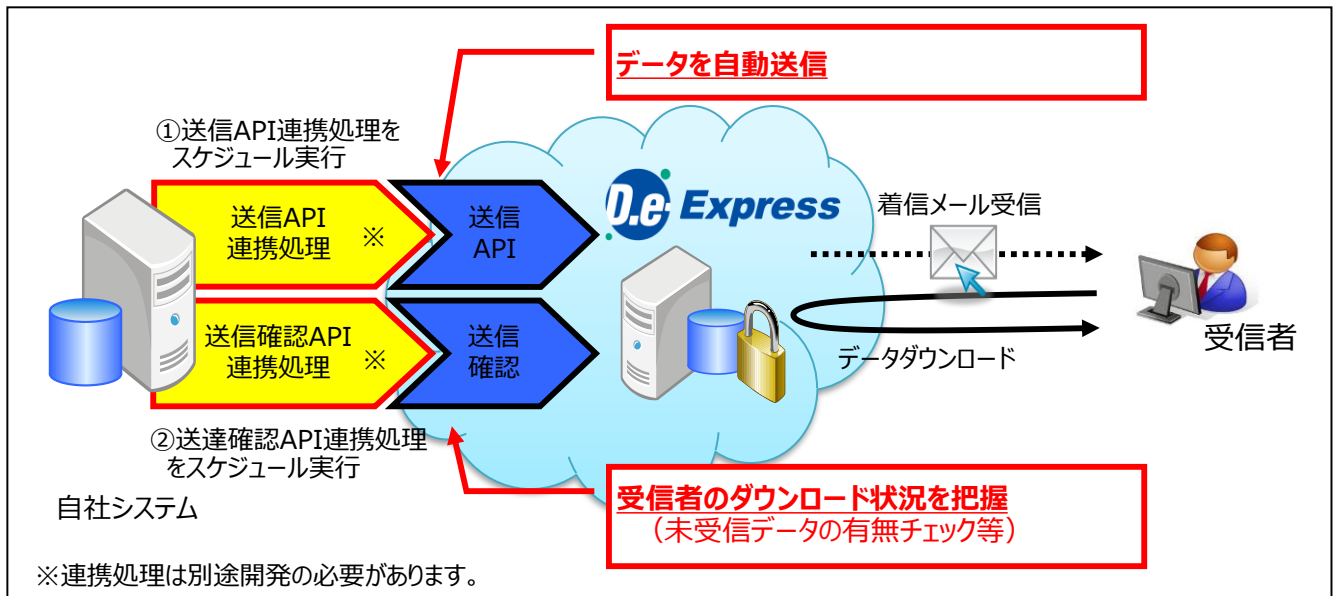 データを自動送信
①送信API連携処理を
スケジュール実行
送信API
連携処理 ※
送信
API
D.e Express
着信メール受信
送信確認API
連携処理 ※
送信
確認
データダウンロード
受信者
②送達確認API連携処理
をスケジュール実行
自社システム
受信者のダウンロード状況を把握
（未受信データの有無チェック等）
※連携処理は別途開発の必要があります。